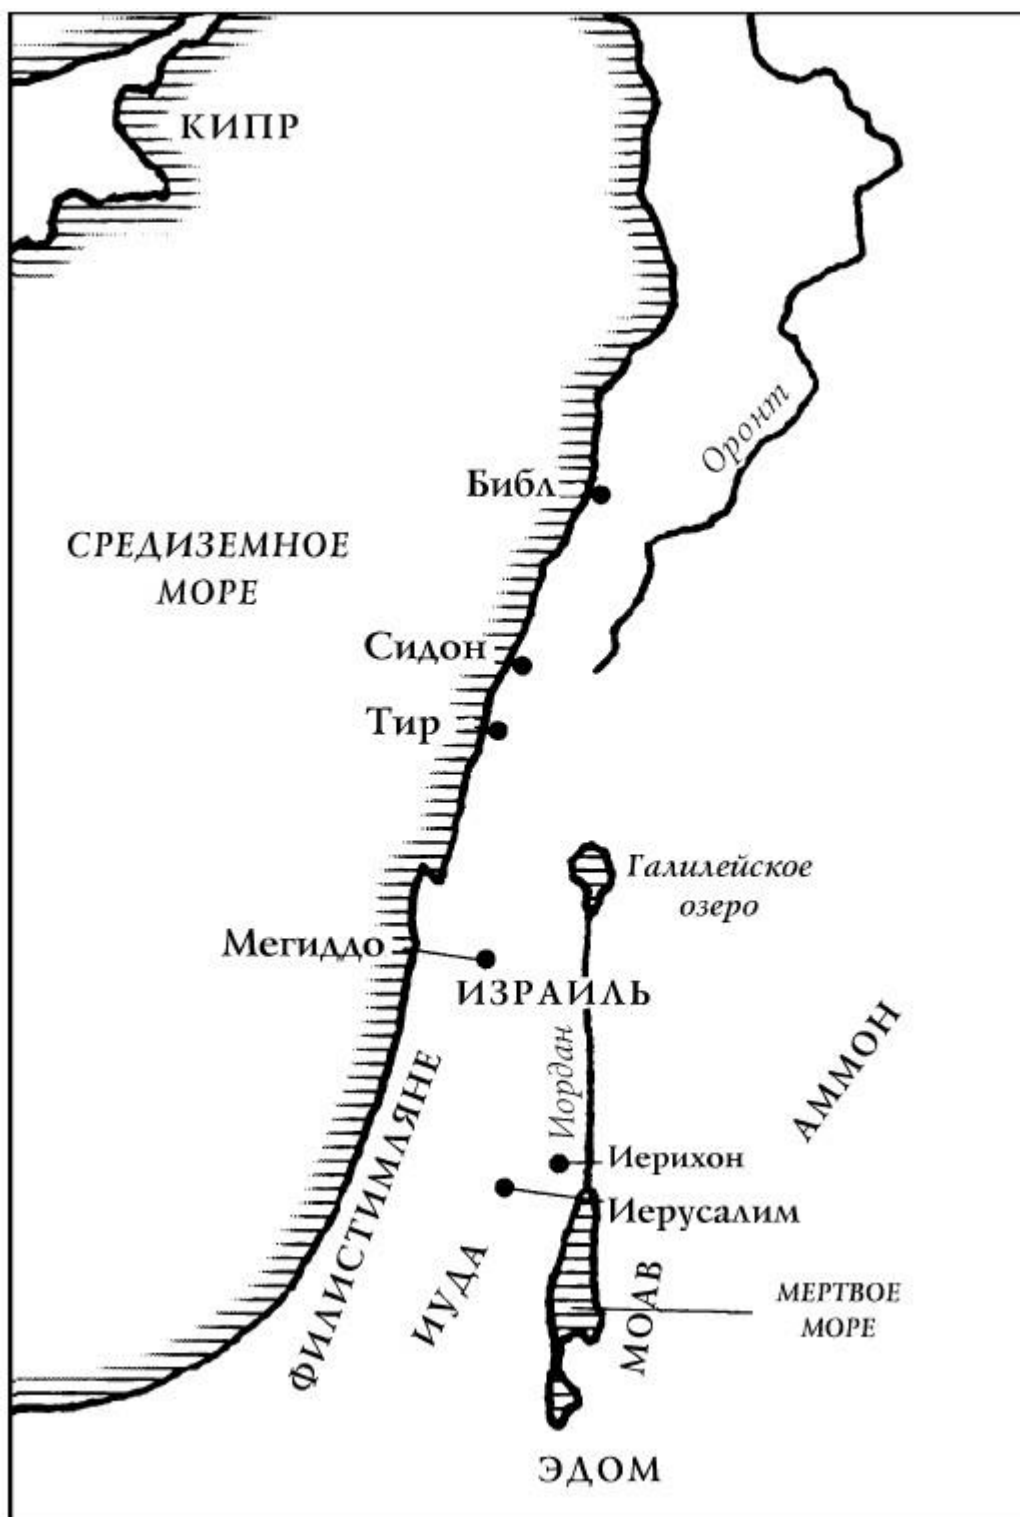 КИПР
Оронт
Библ
СРЕДИЗЕМНОЕ
МОРЕ
Сидон
Тир
Галилейское
озеро
Мегиддо
ИЗРАИЛЬ
АММОН
Иордан
ФИЛИСТИМЛЯНЕ
Иерихон
Иерусалим
ИУДА
МОАВ
МЕРТВОЕ
МОРЕ
ЭДОМ